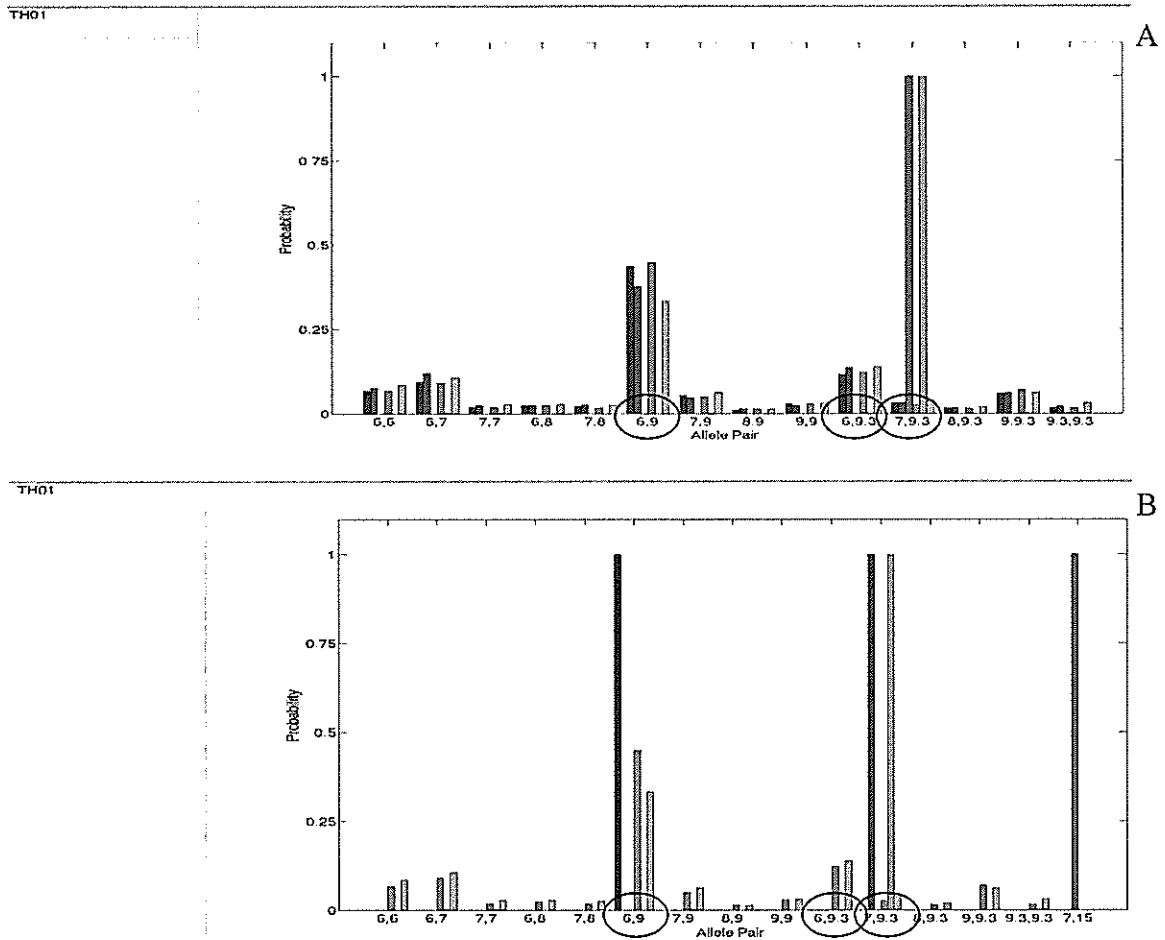 TH01
A
1
0.75
Probability
0.5
0.25
0
6,6 6,7 7,7 6,8 7,8 6,9 7,9 8,9 9,9 6,9.3 7,9.3 8,9.3 9,9.3 9.3,9.3
Allele Pair
TH01
B
1
0.75
Probability
0.5
0.25
0
6,6 6,7 7,7 6,8 7,8 6,9 7,9 8,9 9,9 6,9.3 7,9.3 8,9.3 9,9.3 9.3,9.3 7,15
Allele Pair